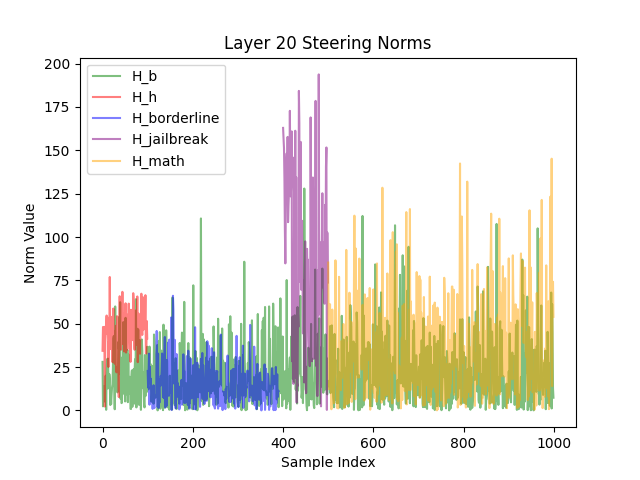 Layer 20 Steering Norms
200
175
150
125
100
75
50
25
0
Norm Value
H_b
H_h
H_borderline
H_jailbreak
H_math
0 200 400 600 800 1000
Sample Index